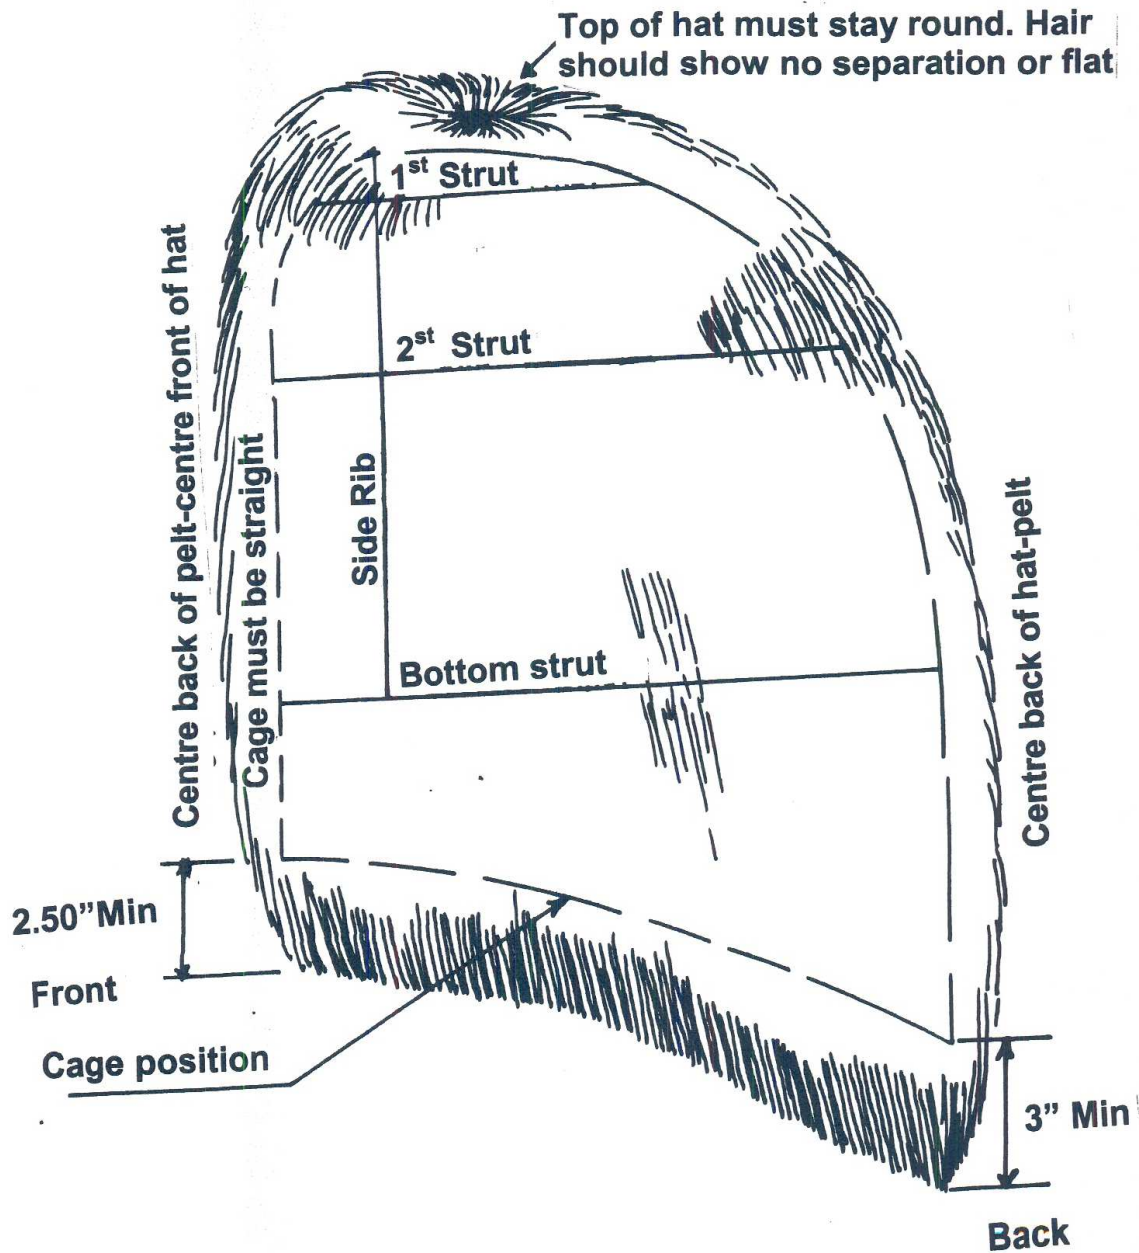 Top of hat must stay round. Hair
should show no separation or flat
1st Strut
2st Strut
Side Rib
Bottom strut
Centre back of pelt-centre front of hat
Cage must be straight
Centre back of hat-pelt
2.50”Min
Front
Cage position
3” Min
Back